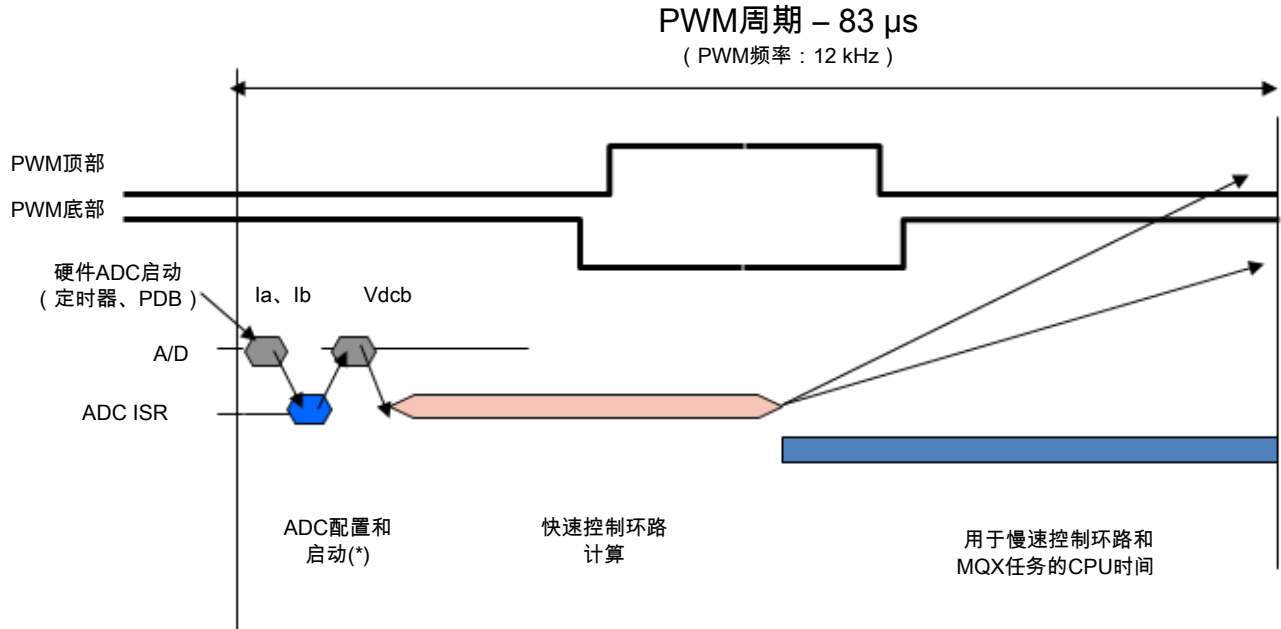 PWM周期 – 83 μs
（PWM频率：12 kHz）
PWM顶部
PWM底部
硬件ADC启动
（定时器、PDB）
Ia、Ib
Vdcb
A/D
ADC ISR
ADC配置和
启动(*)
快速控制环路
计算
用于慢速控制环路和
MQX任务的CPU时间